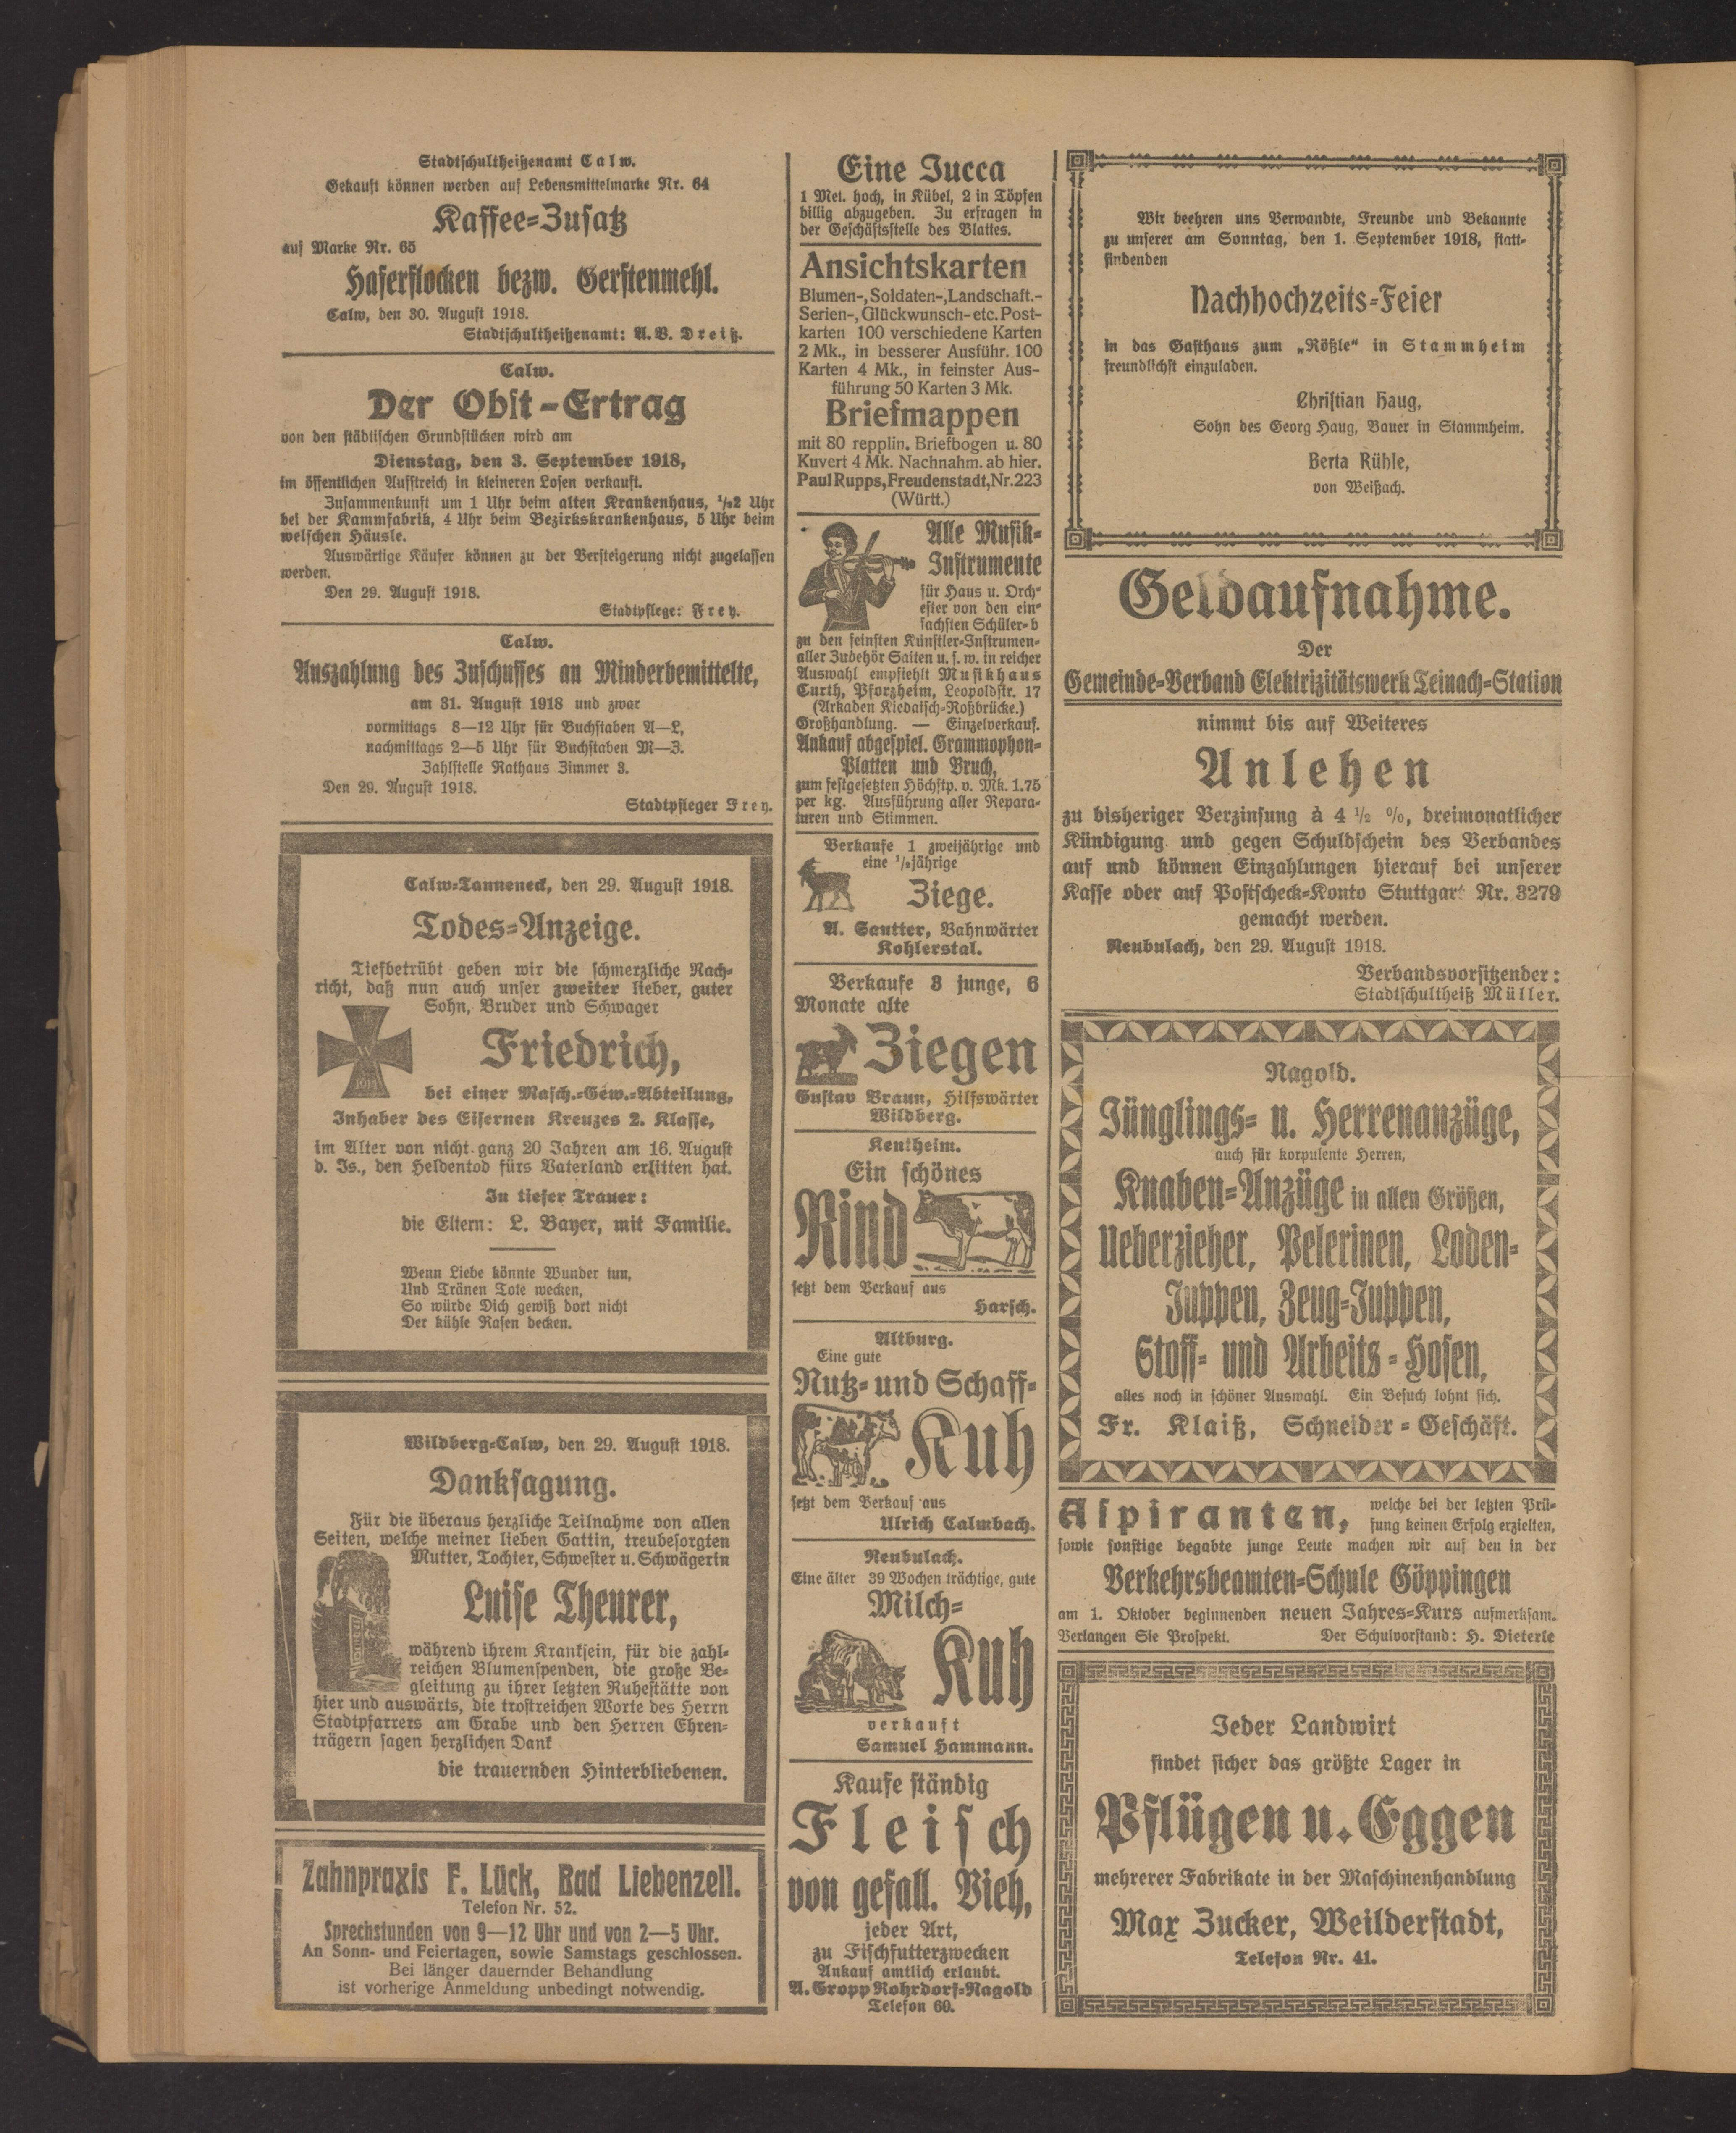 Stadtschultheißenamt Calw.
Gekauft können werden auf Lebensmittelmarke Nr. 64
Kaffee-Zusatz
auf Marke Nr. 65
Haferflocken bezw. Gerstenmehl.
Calw, den 30. August 1918.
Stadtschultheißenamt: A.V. Dreiß.
Calw.
Der Obst-Ertrag
von den städtischen Grundstücken wird am
Dienstag, den 3. September 1918,
im öffentlichen Aufstreich in kleineren Losen verkauft.
Zusammenkunft um 1 Uhr beim alten Krankenhaus, ½2 Uhr
bei der Kammfabrik, 4 Uhr beim Bezirkskrankenhaus, 5 Uhr beim
welschen Häusle.
Auswärtige Käufer können zu der Versteigerung nicht zugelassen
werden.
Den 29. August 1918.
Stadtpflege: Frey.
Calw.
Auszahlung des Zuschusses an Minderbemittelte,
am 31. August 1918 und zwar
vormittags 8—12 Uhr für Buchstaben A—L,
nachmittags 2—5 Uhr für Buchstaben M—Z.
Zahlstelle Rathaus Zimmer 3.
Den 29. August 1918.
Stadtpfleger Frey.
Calw-Tanneneck, den 29. August 1918.
Todes-Anzeige.
Tiefbetrübt geben wir die schmerzliche Nach-
richt, daß nun auch unser zweiter lieber, guter
Sohn, Bruder und Schwager
W
1914
Friedrich,
bei einer Masch.-Gew.-Abteilung,
Inhaber des Eisernen Kreuzes 2. Klasse,
im Alter von nicht ganz 20 Jahren am 16. August
d. Js., den Heldentod fürs Vaterland erlitten hat.
In tiefer Trauer:
die Eltern: L. Bayer, mit Familie.
Wenn Liebe könnte Wunder tun,
Und Tränen Tote wecken,
So würde Dich gewiß dort nicht
Der kühle Rasen decken.
Wildberg-Calw, den 29. August 1918.
Danksagung.
Für die überaus herzliche Teilnahme von allen
Seiten, welche meiner lieben Gattin, treubesorgten
Mutter, Tochter, Schwester u. Schwägerin
Luise Theurer,
während ihrem Kranksein, für die zahl-
reichen Blumenspenden, die große Be-
gleitung zu ihrer letzten Ruhestätte von
hier und auswärts, die trostreichen Worte des Herrn
Stadtpfarrers am Grabe und den Herren Ehren-
trägern sagen herzlichen Dank
die trauernden Hinterbliebenen.
Zahnpraxis F. Lück, Bad Liebenzell.
Telefon Nr. 52.
Sprechstunden von 9—12 Uhr und von 2—5 Uhr.
An Sonn- und Feiertagen, sowie Samstags geschlossen.
Bei länger dauernder Behandlung
ist vorherige Anmeldung unbedingt notwendig.
Eine Jucca
1 Met. hoch, in Kübel, 2 in Töpfen
billig abzugeben. Zu erfragen in
der Geschäftsstelle des Blattes.
Ansichtskarten
Blumen-, Soldaten-, Landschaft.-
Serien-, Glückwunsch- etc. Post-
karten 100 verschiedene Karten
2 Mk., in besserer Ausführ. 100
Karten 4 Mk., in feinster Aus-
führung 50 Karten 3 Mk.
Briefmappen
mit 80 repplin. Briefbogen u. 80
Kuvert 4 Mk. Nachnahm. ab hier.
Paul Rupps, Freudenstadt, Nr. 223
(Württ.)
Alle Musik-
Instrumente
für Haus u. Orch-
ester von den ein-
fachsten Schüler- b
zu den feinsten Künstler-Instrumen-
aller Zubehör Saiten u. s. w. in reicher
Auswahl empfiehlt Musikhaus
Curth, Pforzheim, Leopoldstr. 17
(Arkaden Kiedaisch-Roßbrücke.)
Großhandlung. — Einzelverkauf.
Ankauf abgespiel. Grammophon-
Platten und Bruch,
zum festgesetzten Höchstp. v. Mk. 1.75
per kg. Ausführung aller Repara-
turen und Stimmen.
Verkaufe 1 zweijährige und
eine ½jährige
Ziege.
A. Sautter, Bahnwärter
Kohlerstal.
Verkaufe 3 junge, 6
Monate alte
Ziegen
Gustav Braun, Hilfswärter
Wildberg.
Kentheim.
Ein schönes
Rind
setzt dem Verkauf aus
Harsch.
Altburg.
Eine gute
Nutz- und Schaff-
Kuh
setzt dem Verkauf aus
Ulrich Calmbach.
Neubulach.
Eine älter 39 Wochen trächtige, gute
Milch-
Kuh
verkauft
Samuel Hammann.
Kaufe ständig
Fleisch
von gefall. Vieh,
jeder Art,
zu Fischfutterzwecken
Ankauf amtlich erlaubt.
A. Gropp Rohrdorf-Nagold
Telefon 60.
Wir beehren uns Verwandte, Freunde und Bekannte
zu unserer am Sonntag, den 1. September 1918, statt-
findenden
Nachhochzeits-Feier
in das Gasthaus zum „Rößle“ in Stammheim
freundlichst einzuladen.
Christian Haug,
Sohn des Georg Haug, Bauer in Stammheim.
Berta Rühle,
von Weißach.
Geldaufnahme.
Der
Gemeinde-Verband Elektrizitätswerk Teinach-Station
nimmt bis auf Weiteres
Anlehen
zu bisheriger Verzinsung à 4 ½ %, dreimonatlicher
Kündigung und gegen Schuldschein des Verbandes
auf und können Einzahlungen hierauf bei unserer
Kasse oder auf Postscheck-Konto Stuttgart Nr. 3279
gemacht werden.
Neubulach, den 29. August 1918.
Verbandsvorsitzender:
Stadtschultheiß Müller.
Nagold.
Jünglings- u. Herrenanzüge,
auch für korpulente Herren,
Knaben-Anzüge in allen Größen,
Ueberzieher, Pelerinen, Loden-
Juppen, Zeug-Juppen,
Stoff- und Arbeits-Hosen,
alles noch in schöner Auswahl. Ein Besuch lohnt sich.
Fr. Klaiß, Schneider-Geschäft.
Aspiranten, welche bei der letzten Prü-
fung keinen Erfolg erzielten,
sowie sonstige begabte junge Leute machen wir auf den in der
Verkehrsbeamten-Schule Göppingen
am 1. Oktober beginnenden neuen Jahres-Kurs aufmerksam.
Verlangen Sie Prospekt. Der Schulvorstand: H. Dieterle
Jeder Landwirt
findet sicher das größte Lager in
Pflügen u. Eggen
mehrerer Fabrikate in der Maschinenhandlung
Max Zucker, Weilderstadt,
Telefon Nr. 41.